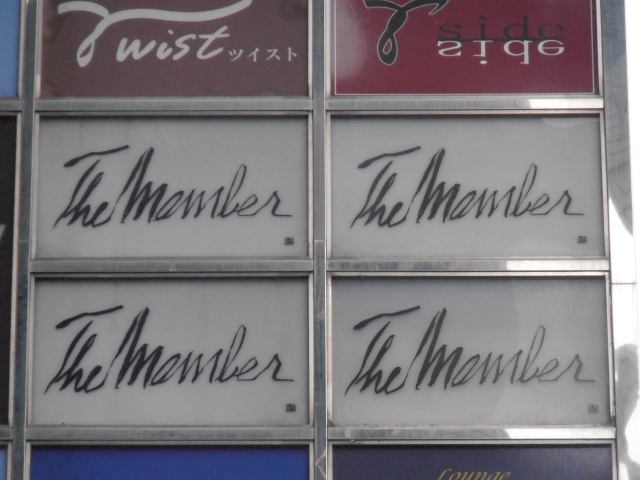 Twist ツイスト
side
side
The Member
The Member
The Member
The Member
Lounge